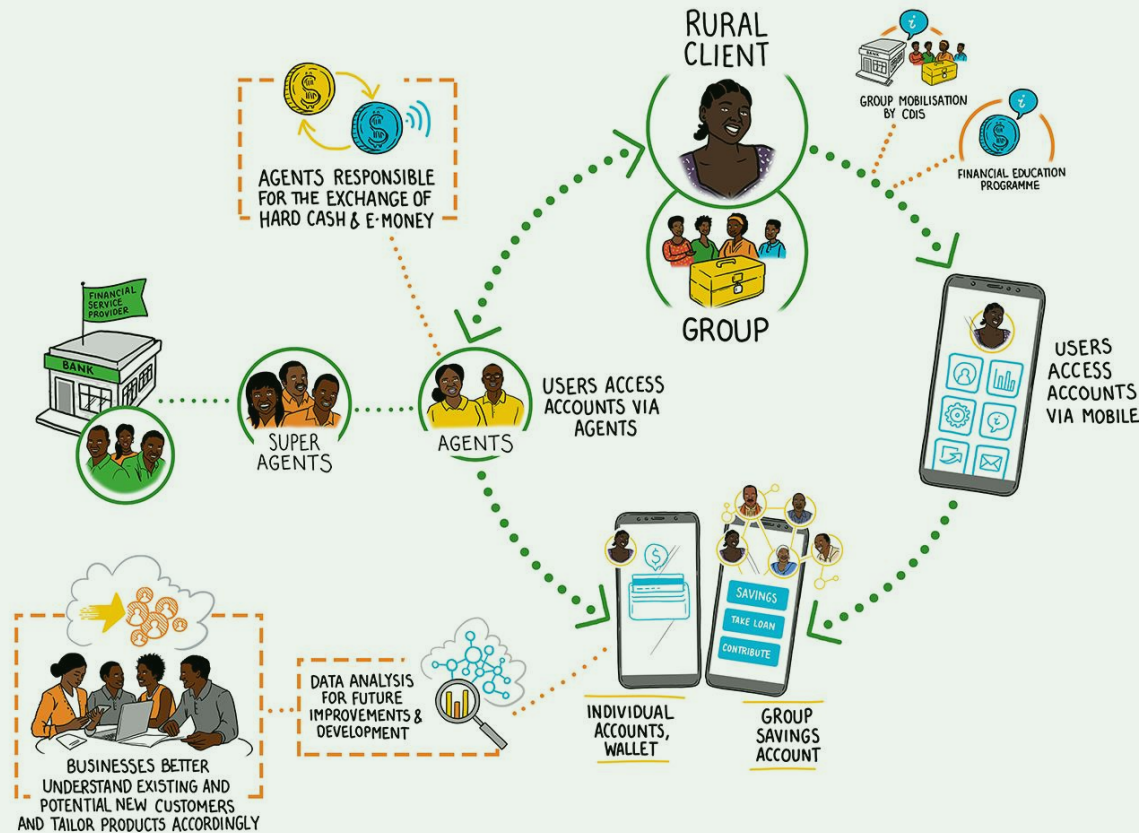 RURAL
CLIENT
BANK
i
GROUP MOBILISATION
BY CDIS
i
$
FINANCIAL EDUCATION
PROGRAMME
$
$
AGENTS RESPONSIBLE
FOR THE EXCHANGE OF
HARD CASH & E-MONEY
GROUP
FINANCIAL
SERVICE
PROVIDER
BANK
SUPER
AGENTS
AGENTS
USERS ACCESS
ACCOUNTS VIA
AGENTS
i
USERS
ACCESS
ACCOUNTS
VIA MOBILE
$
SAVINGS
TAKE LOAN
CONTRIBUTE
INDIVIDUAL
ACCOUNTS,
WALLET
GROUP
SAVINGS
ACCOUNT
DATA ANALYSIS
FOR FUTURE
IMPROVEMENTS &
DEVELOPMENT
BUSINESSES BETTER
UNDERSTAND EXISTING AND
POTENTIAL NEW CUSTOMERS
AND TAILOR PRODUCTS ACCORDINGLY